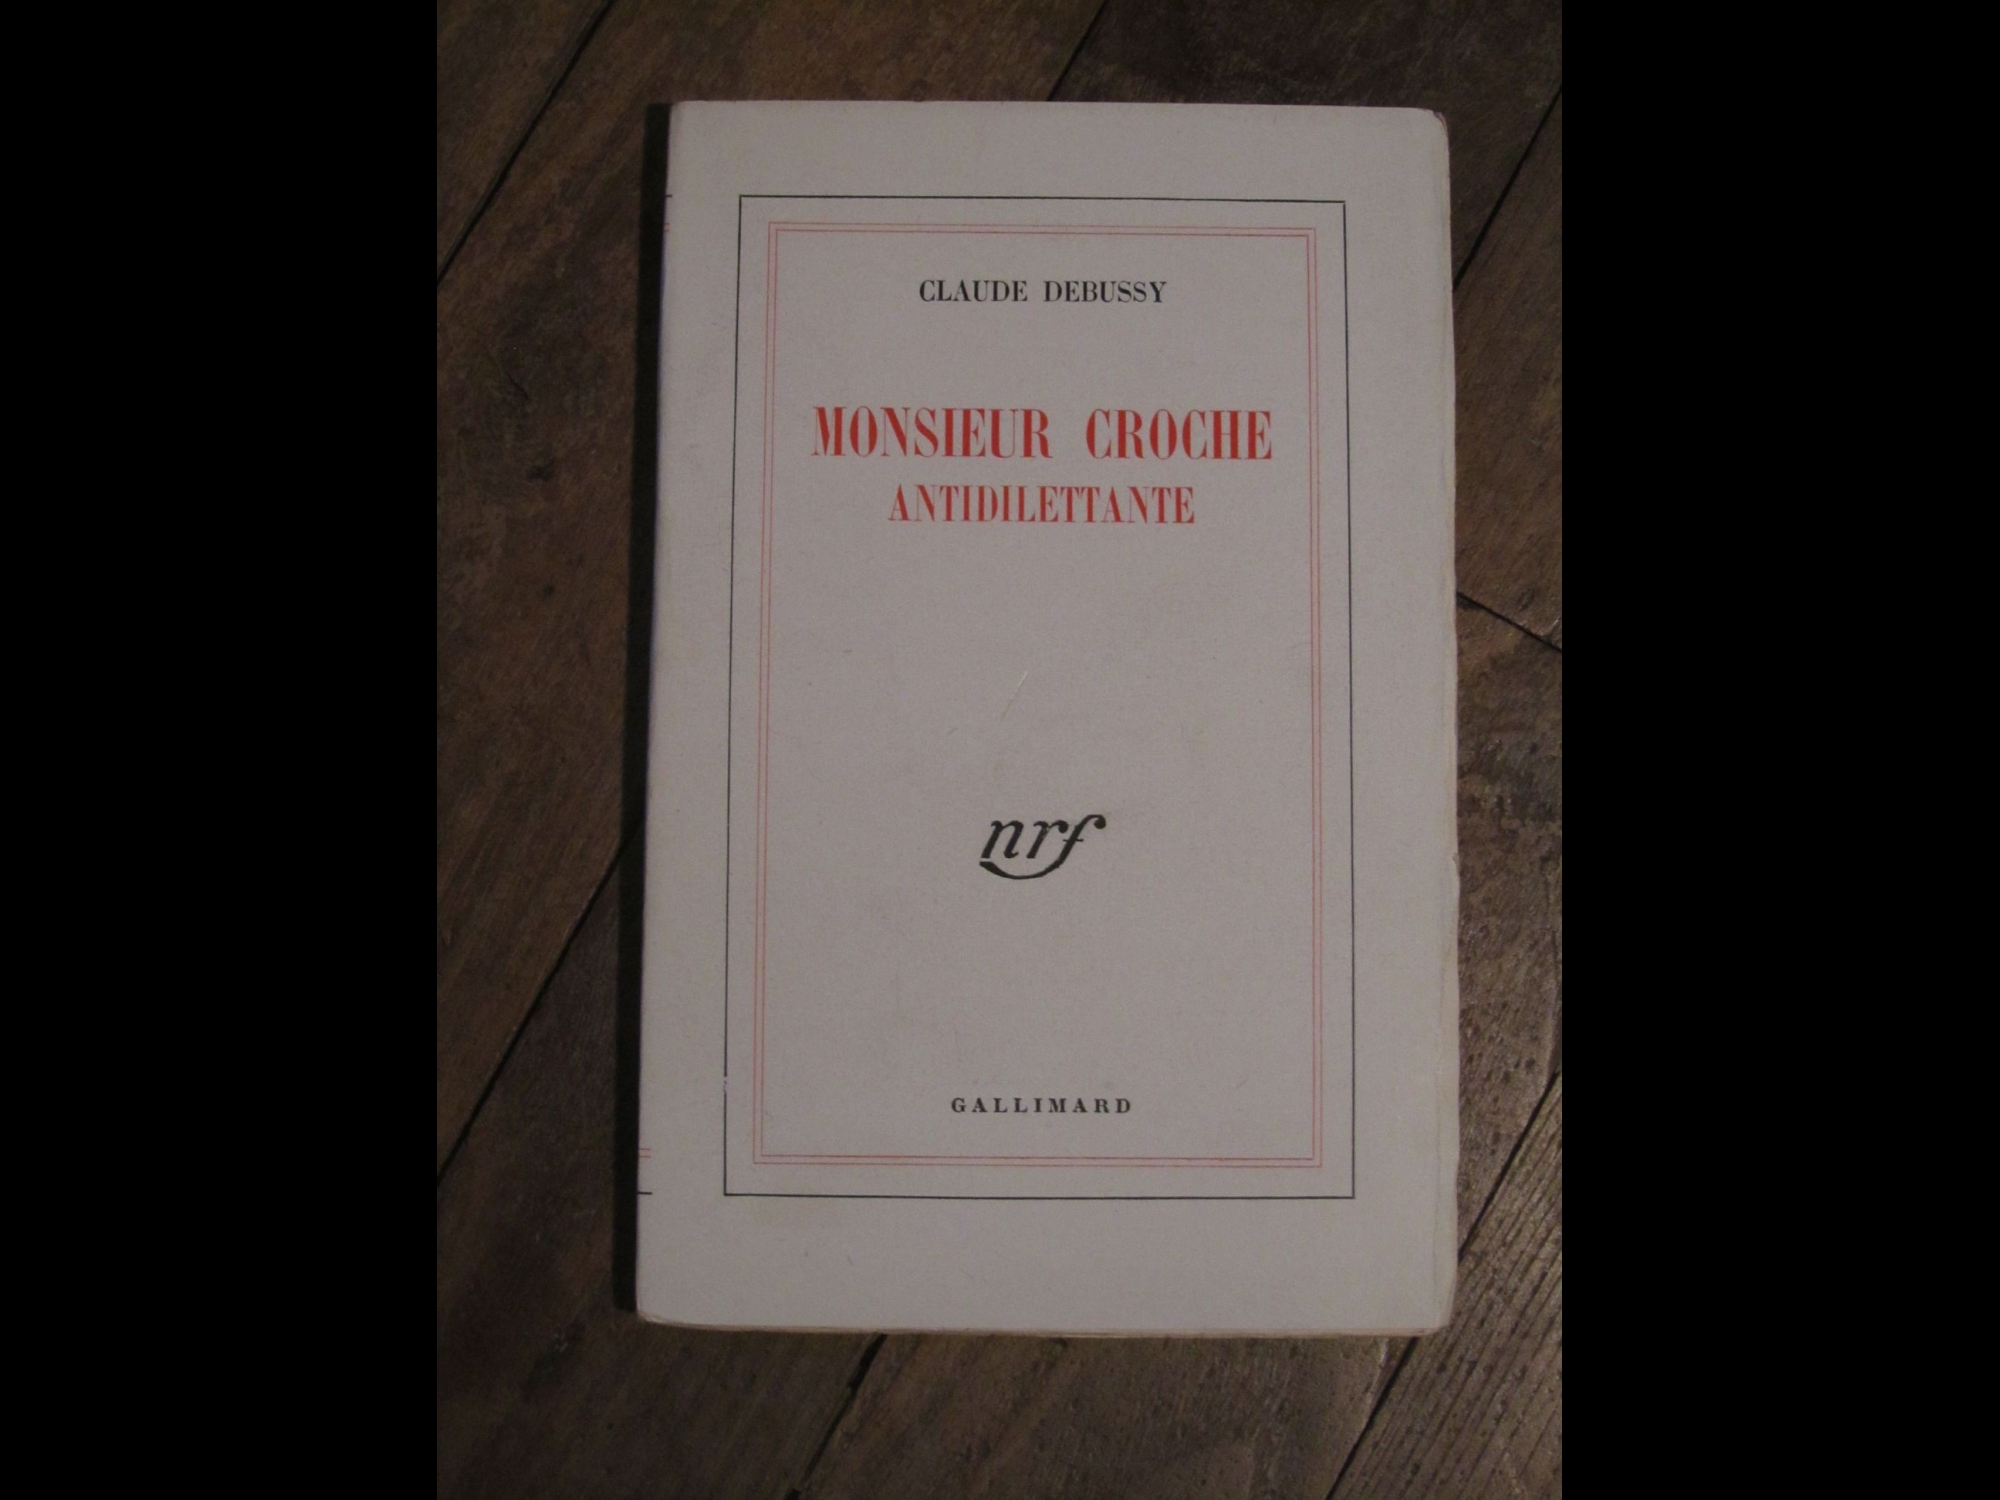 CLAUDE DEBUSSY
MONSIEUR CROCHE
ANTIDILETTANTE
nrf
GALLIMARD